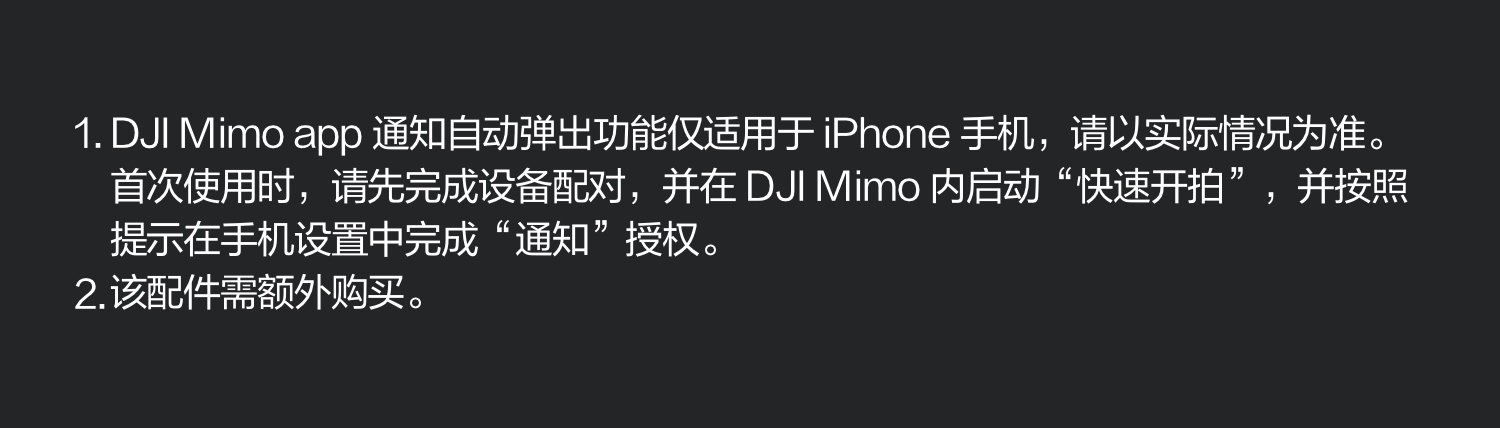 1. DJI Mimo app 通知自动弹出功能仅适用于 iPhone 手机，请以实际情况为准。
首次使用时，请先完成设备配对，并在 DJI Mimo 内启动“快速开拍”，并按照
提示在手机设置中完成“通知”授权。
2. 该配件需额外购买。